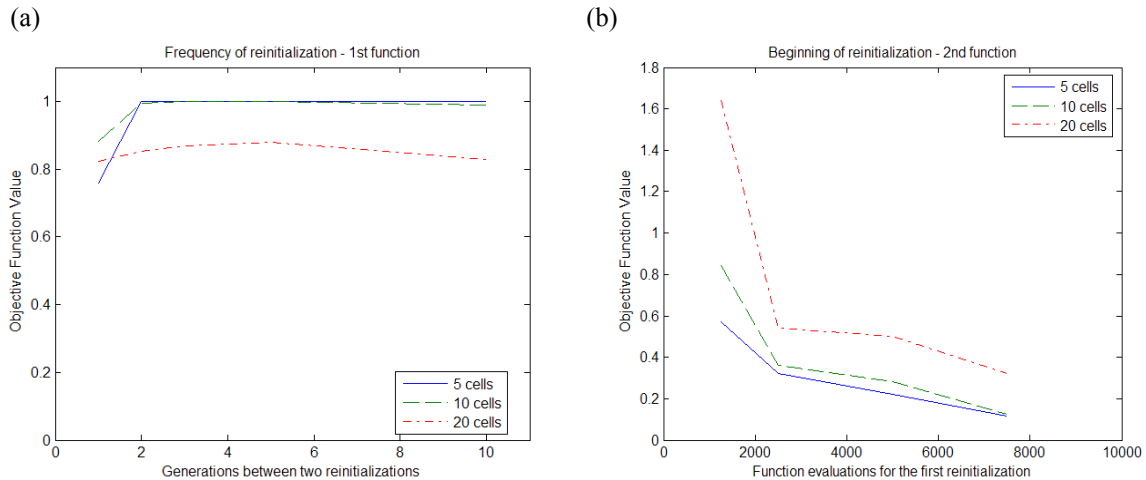 (a)
Frequency of reinitialization - 1st function
Objective Function Value
1
0.8
0.6
0.4
0.2
0
0
2
4
6
8
10
Generations between two reinitializations
5 cells
10 cells
20 cells
(b)
Beginning of reinitialization - 2nd function
Objective Function Value
1.8
1.6
1.4
1.2
1
0.8
0.6
0.4
0.2
0
0
2000
4000
6000
8000
10000
Function evaluations for the first reinitialization
5 cells
10 cells
20 cells